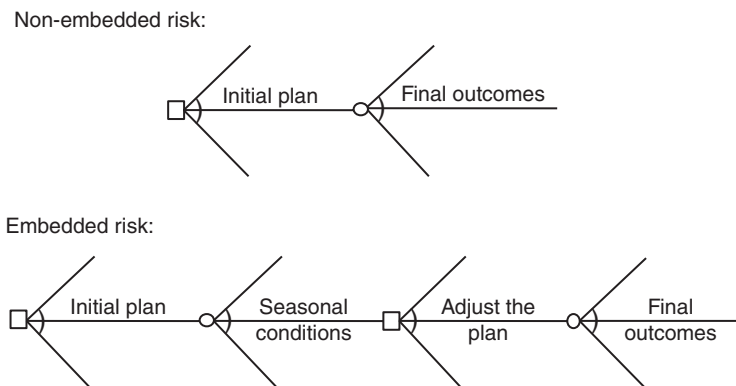 Non-embedded risk:
Initial plan
Final outcomes
Embedded risk:
Initial plan
Seasonal
conditions
Adjust the
plan
Final
outcomes